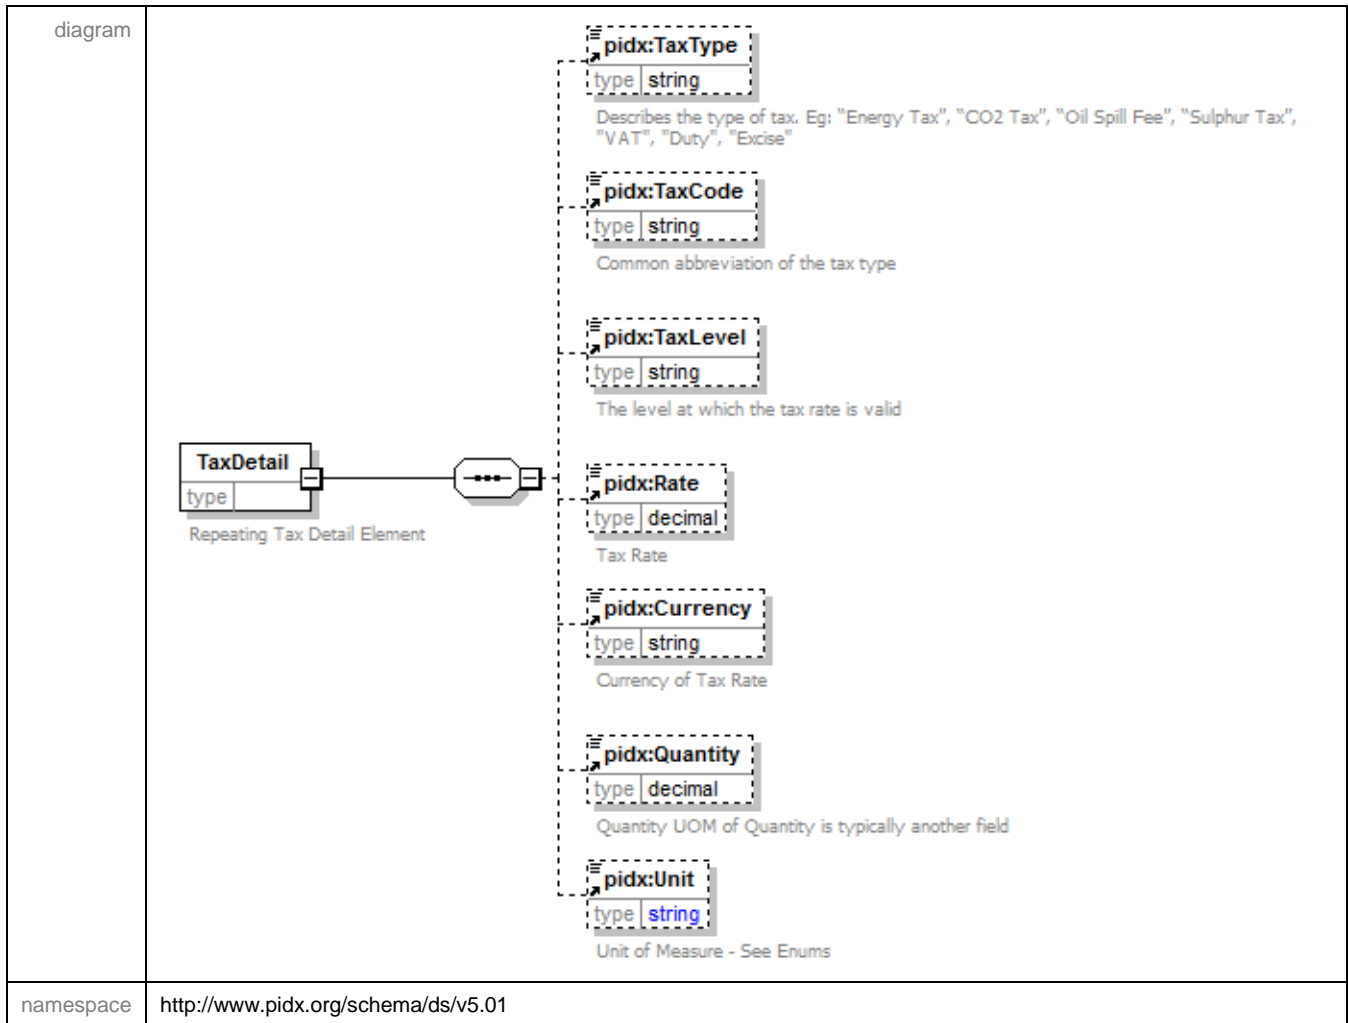 diagram
pidx:TaxType
type string
Describes the type of tax. Eg: "Energy Tax", "CO2 Tax", "Oil Spill Fee", "Sulphur Tax",
"VAT", "Duty", "Excise"
pidx:TaxCode
type string
Common abbreviation of the tax type
pidx:TaxLevel
type string
The level at which the tax rate is valid
TaxDetail
type
Repeating Tax Detail Element
pidx:Rate
type decimal
Tax Rate
pidx:Currency
type string
Currency of Tax Rate
pidx:Quantity
type decimal
Quantity UOM of Quantity is typically another field
pidx:Unit
type string
Unit of Measure - See Enums
namespace http://www.pidx.org/schema/ds/v5.01